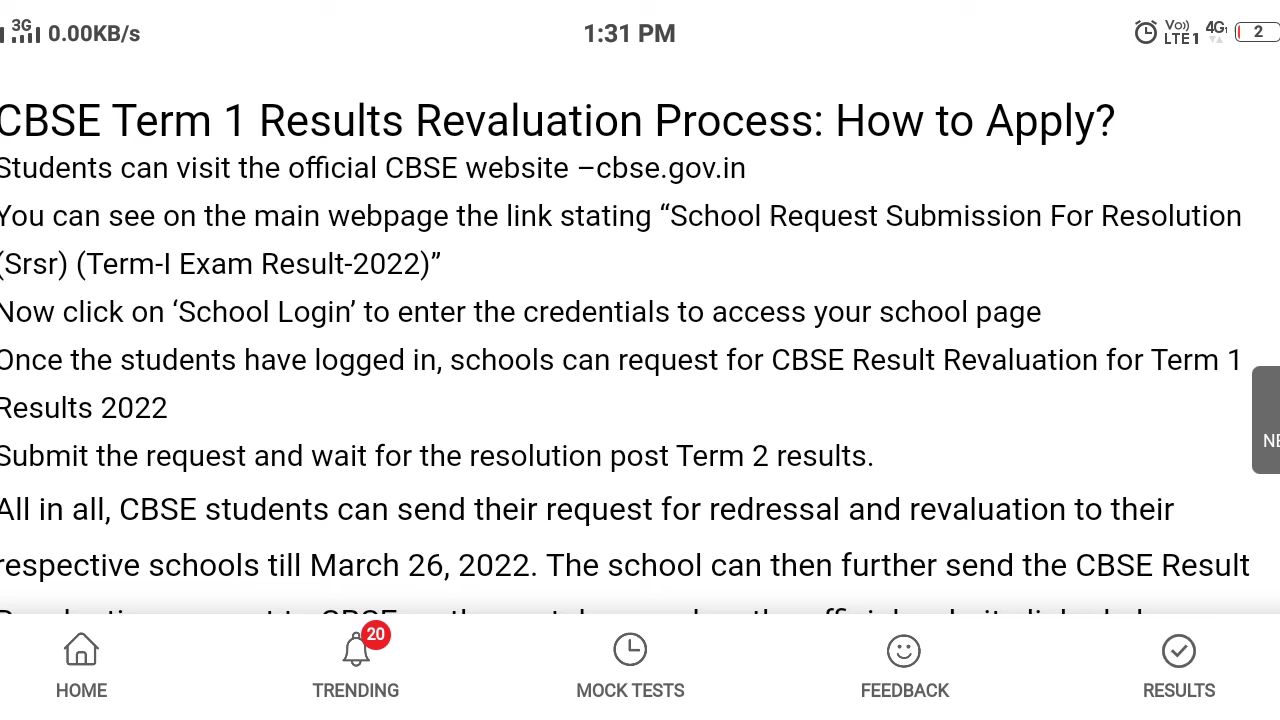 3G 0.00KB/s 1:31 PM Vo)) LTE1 4G 2
CBSE Term 1 Results Revaluation Process: How to Apply?
Students can visit the official CBSE website –cbse.gov.in
You can see on the main webpage the link stating “School Request Submission For Resolution
(Srsr) (Term-I Exam Result-2022)”
Now click on ‘School Login’ to enter the credentials to access your school page
Once the students have logged in, schools can request for CBSE Result Revaluation for Term 1
Results 2022
Submit the request and wait for the resolution post Term 2 results.
All in all, CBSE students can send their request for redressal and revaluation to their
respective schools till March 26, 2022. The school can then further send the CBSE Result
20
HOME TRENDING MOCK TESTS FEEDBACK RESULTS